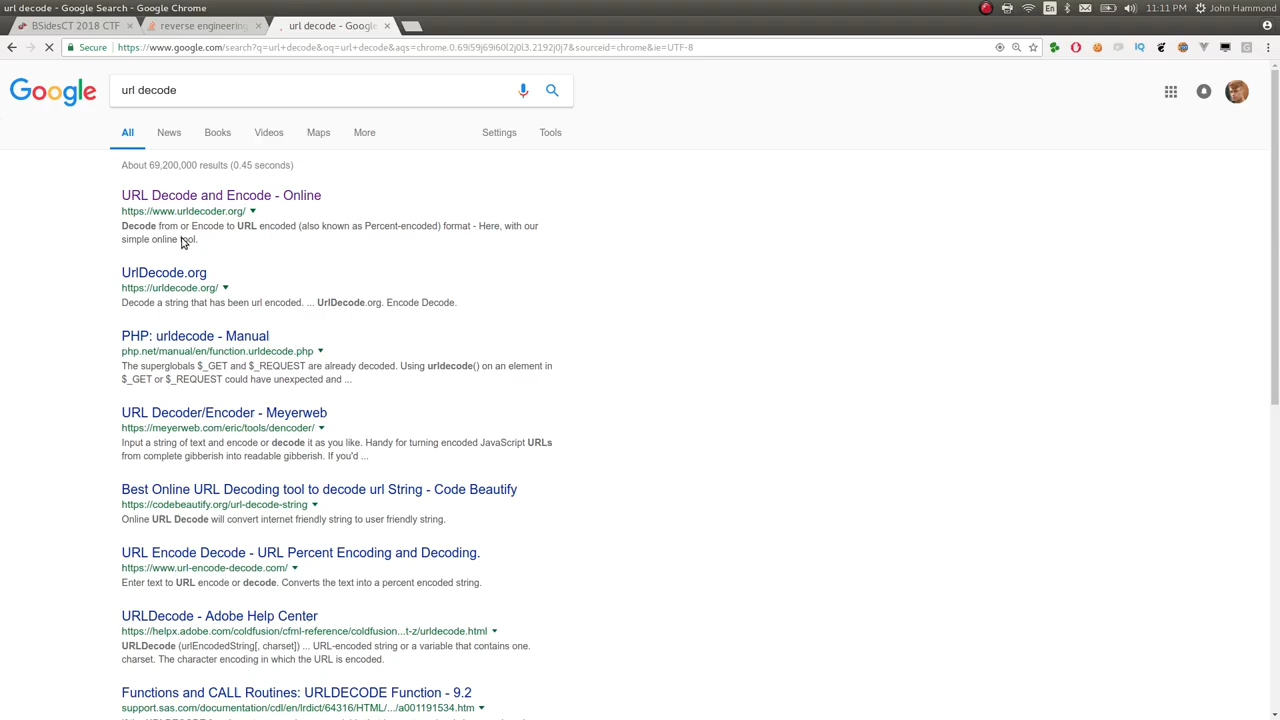 url decode - Google Search - Google Chrome
En
11:11 PM
John Hammond
BSidesCT 2018 CTF
reverse engineering
url decode - Google
Secure
https://www.google.com/search?q=url+decode&oq=url+decode&aqs=chrome.0.69i59j69i60l2j0l3.2192j0j7&sourceid=chrome&ie=UTF-8
Google
url decode
All
News
Books
Videos
Maps
More
Settings
Tools
About 69,200,000 results (0.45 seconds)
URL Decode and Encode - Online
https://www.urldecoder.org/
Decode from or Encode to URL encoded (also known as Percent-encoded) format - Here, with our
simple online tool.
UrlDecode.org
https://urldecode.org/
Decode a string that has been url encoded. ... UrlDecode.org. Encode Decode.
PHP: urldecode - Manual
php.net/manual/en/function.urldecode.php
The superglobals $_GET and $_REQUEST are already decoded. Using urldecode() on an element in
$_GET or $_REQUEST could have unexpected and ...
URL Decoder/Encoder - Meyerweb
https://meyerweb.com/eric/tools/dencoder/
Input a string of text and encode or decode it as you like. Handy for turning encoded JavaScript URLs
from complete gibberish into readable gibberish. If you'd ...
Best Online URL Decoding tool to decode url String - Code Beautify
https://codebeautify.org/url-decode-string
Online URL Decode will convert internet friendly string to user friendly string.
URL Encode Decode - URL Percent Encoding and Decoding.
https://www.url-encode-decode.com/
Enter text to URL encode or decode. Converts the text into a percent encoded string.
URLDecode - Adobe Help Center
https://helpx.adobe.com/coldfusion/cfml-reference/coldfusion...t-z/urldecode.html
URLDecode (urlEncodedString[, charset]) ... URL-encoded string or a variable that contains one.
charset. The character encoding in which the URL is encoded.
Functions and CALL Routines: URLDECODE Function - 9.2
support.sas.com/documentation/cdl/en/lrdict/64316/HTML/.../a001191534.htm